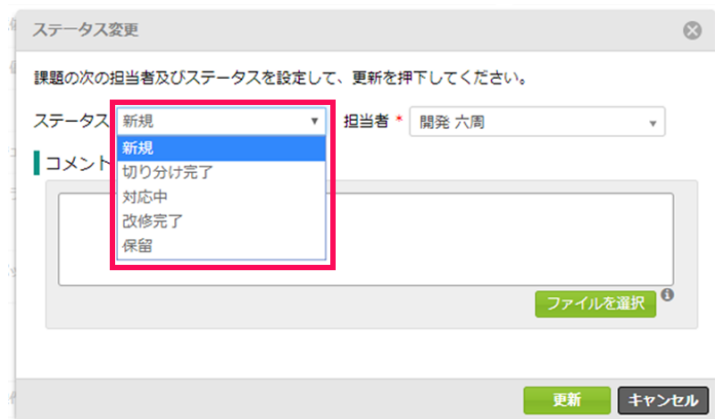 ステータス変更
課題の次の担当者及びステータスを設定して、更新を押下してください。
ステータス 新規 担当者 * 開発 六周
新規
切り分け完了
対応中
改修完了
保留
コメント
ファイルを選択
更新 キャンセル